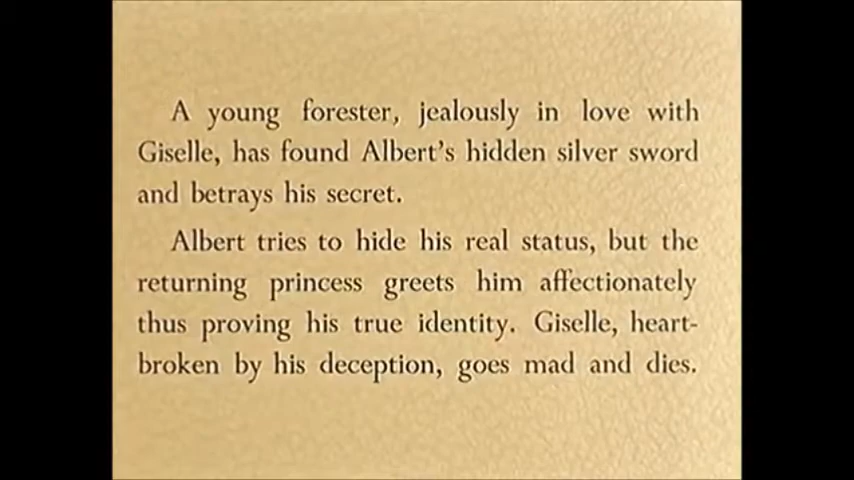 A young forester, jealously in love with
Giselle, has found Albert's hidden silver sword
and betrays his secret.
Albert tries to hide his real status, but the
returning princess greets him affectionately
thus proving his true identity. Giselle, heart-
broken by his deception, goes mad and dies.